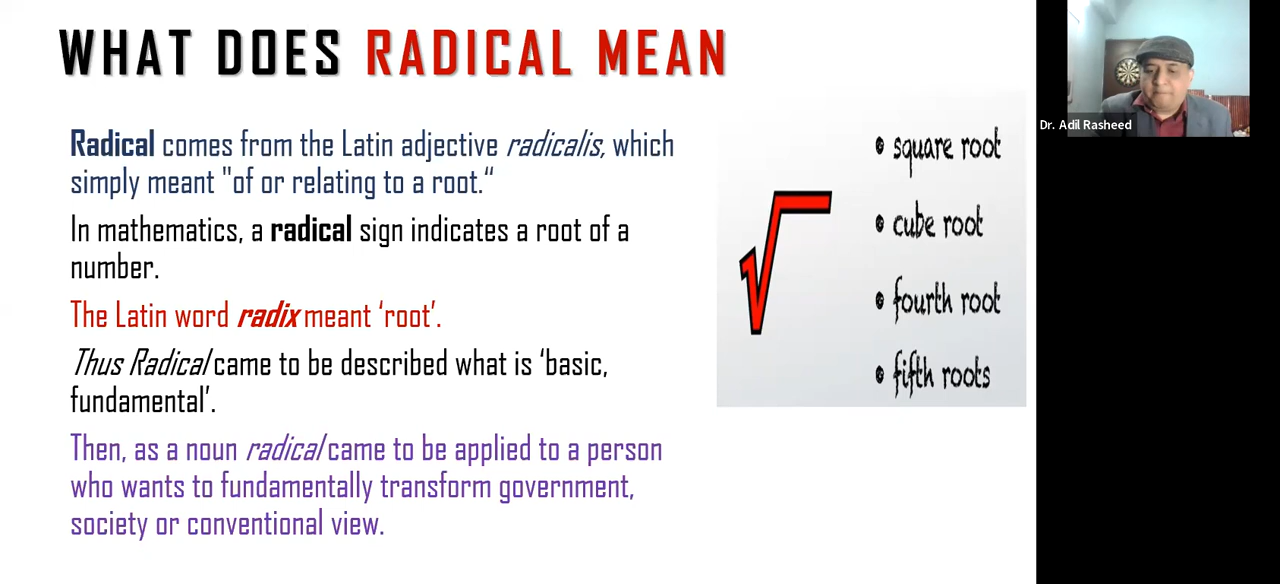 WHAT DOES RADICAL MEAN
Radical comes from the Latin adjective radicalis, which
simply meant "of or relating to a root.“
In mathematics, a radical sign indicates a root of a
number.
The Latin word radix meant ‘root’.
Thus Radical came to be described what is ‘basic,
fundamental’.
Then, as a noun radical came to be applied to a person
who wants to fundamentally transform government,
society or conventional view.
• square root
• cube root
• fourth root
• fifth roots
Dr. Adil Rasheed